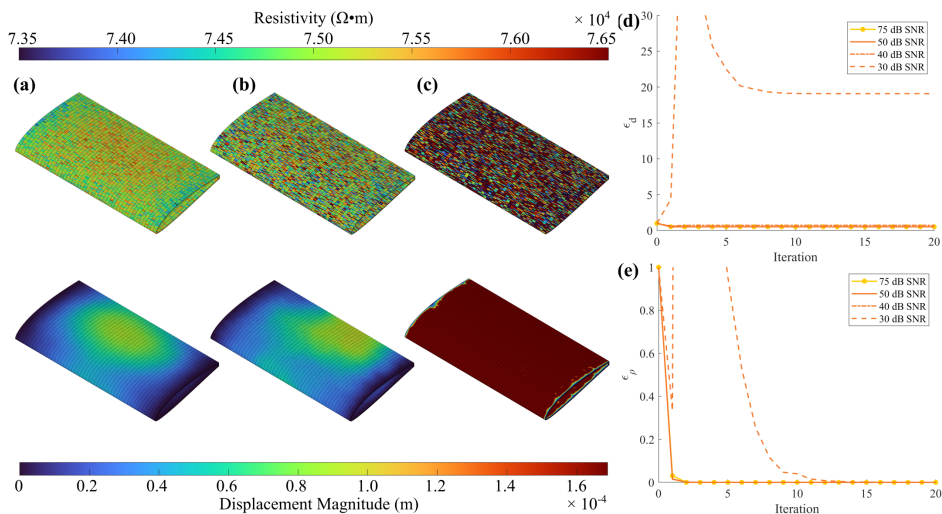 Resistivity (Ω•m)
× 10⁴
7.35 7.40 7.45 7.50 7.55 7.60 7.65
(a) (b) (c)
0 0.2 0.4 0.6 0.8 1.0 1.2 1.4 1.6
Displacement Magnitude (m)
× 10⁻⁴
(d)
75 dB SNR
50 dB SNR
40 dB SNR
30 dB SNR
30
25
20
15
10
5
0
ϵd
0 5 10 15 20
Iteration
(e)
75 dB SNR
50 dB SNR
40 dB SNR
30 dB SNR
1
0.8
0.6
0.4
0.2
0
ϵρ
0 5 10 15 20
Iteration